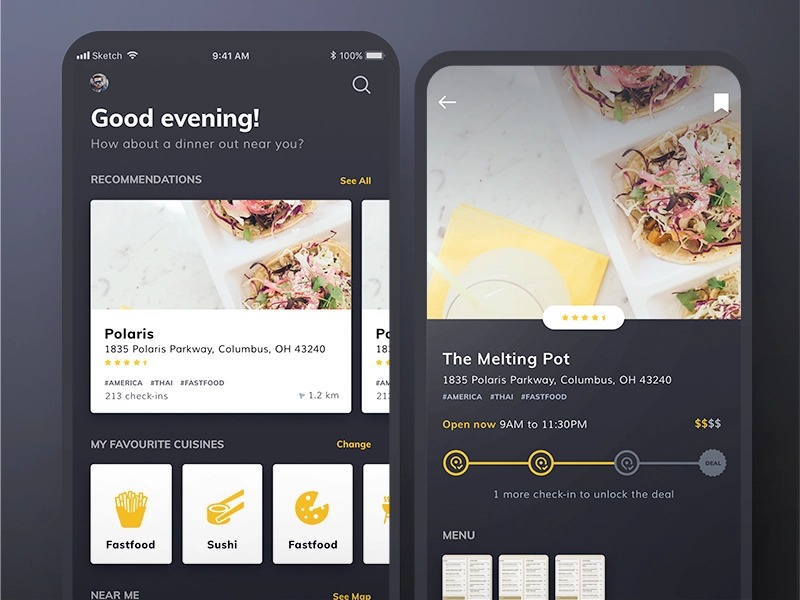 Sketch 9:41 AM 100%
Good evening!
How about a dinner out near you?
RECOMMENDATIONS See All
Polaris
1835 Polaris Parkway, Columbus, OH 43240
#AMERICA #THAI #FASTFOOD
213 check-ins 1.2 km
MY FAVOURITE CUISINES Change
Fastfood Sushi Fastfood
NEAR ME See Map
The Melting Pot
1835 Polaris Parkway, Columbus, OH 43240
#AMERICA #THAI #FASTFOOD
Open now 9AM to 11:30PM $$$$
DEAL
1 more check-in to unlock the deal
MENU